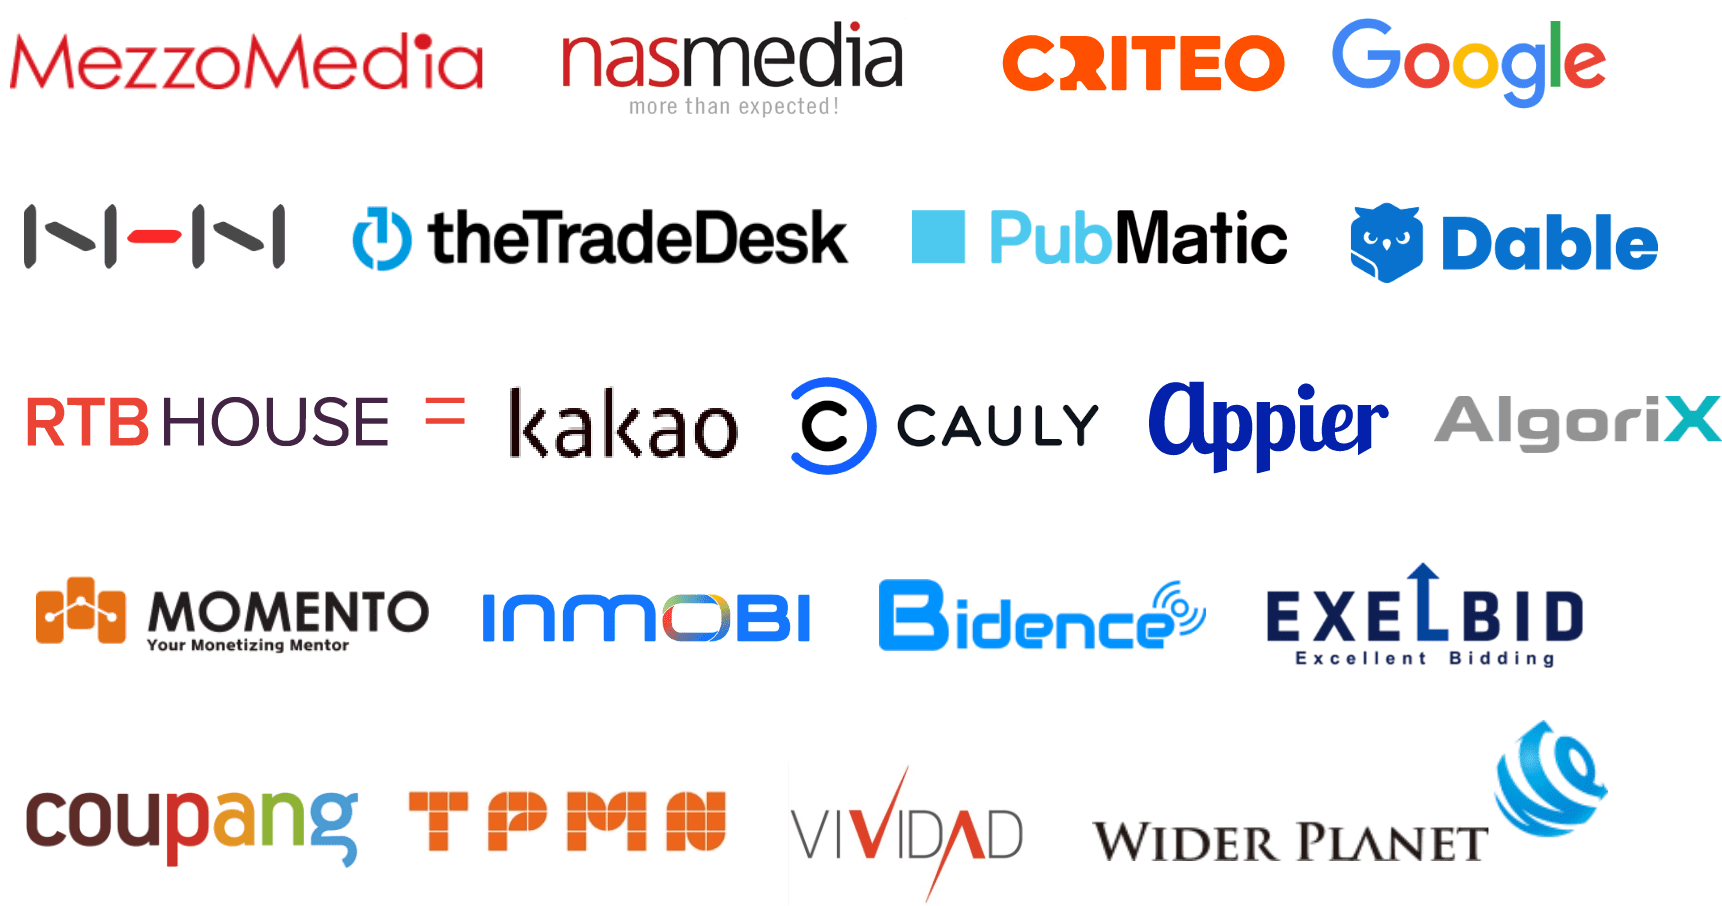 MezzoMedia
nasmedia
more than expected!
CRITEO
Google
NHN
theTradeDesk
PubMatic
Dable
RTB HOUSE
kakao
C CAULY
Appier
AlgoriX
MOMENTO
Your Monetizing Mentor
INMOBI
Bidence
EXELBID
Excellent Bidding
coupang
TPMN
VIVIDAD
WIDER PLANET